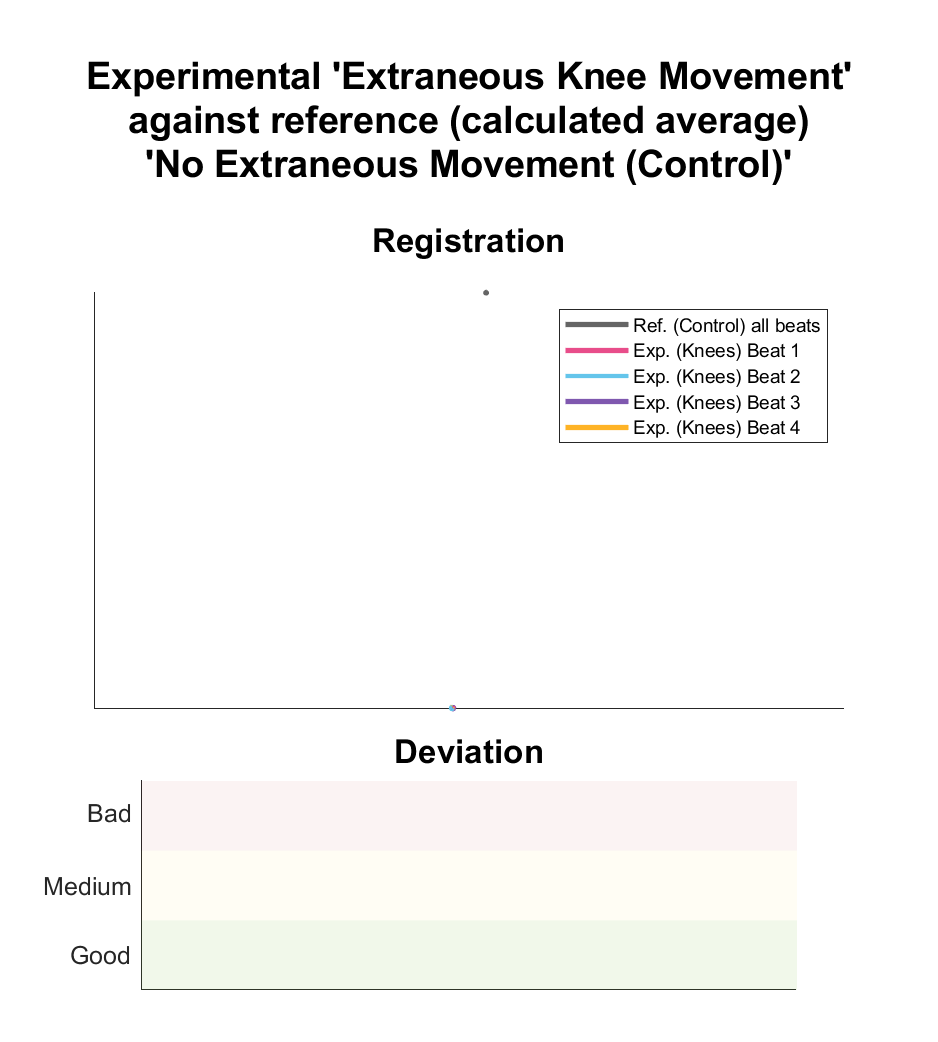 Experimental 'Extraneous Knee Movement'
against reference (calculated average)
'No Extraneous Movement (Control)'
Registration
Ref. (Control) all beats
Exp. (Knees) Beat 1
Exp. (Knees) Beat 2
Exp. (Knees) Beat 3
Exp. (Knees) Beat 4
Deviation
Bad
Medium
Good